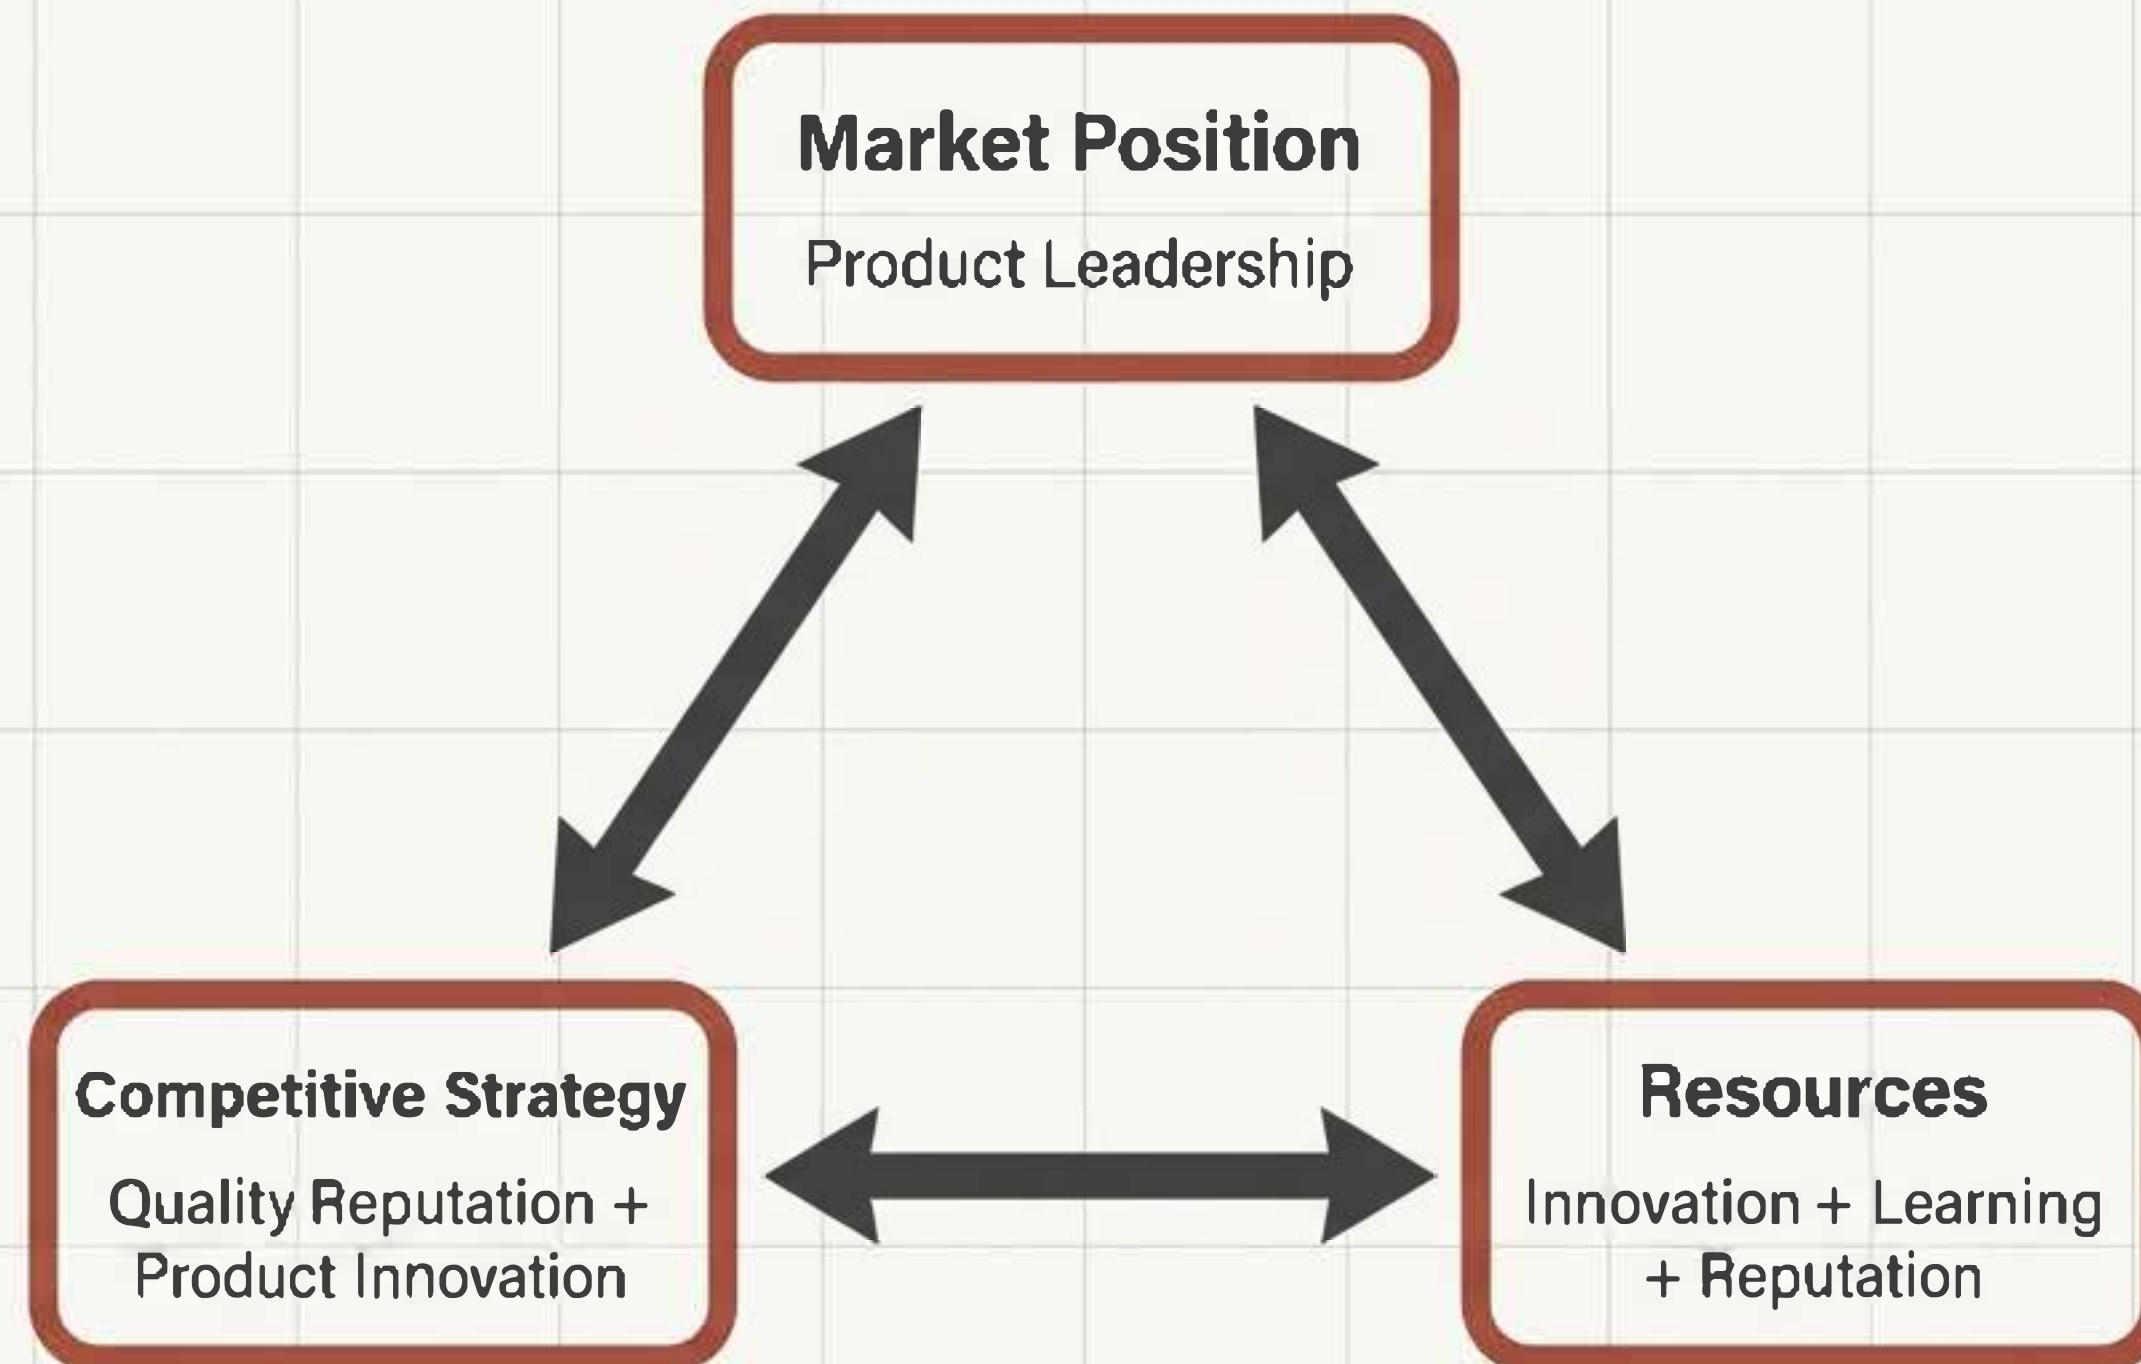 Market Position
Product Leadership
Competitive Strategy
Quality Reputation +
Product Innovation
Resources
Innovation + Learning
+ Reputation